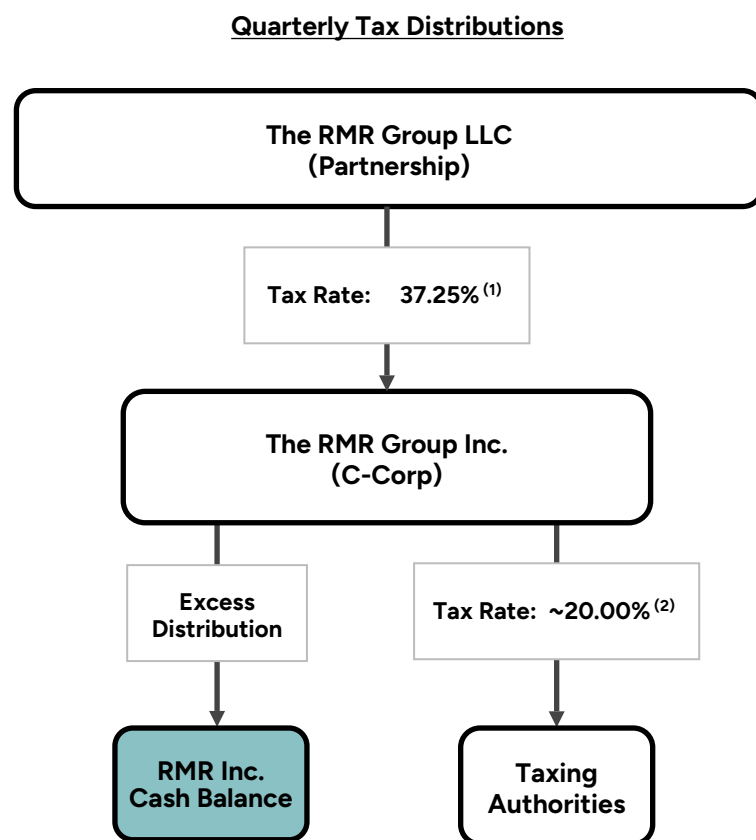 Quarterly Tax Distributions
The RMR Group LLC
(Partnership)
Tax Rate: 37.25% (1)
The RMR Group Inc.
(C-Corp)
Excess
Distribution
Tax Rate: ~20.00% (2)
RMR Inc.
Cash Balance
Taxing
Authorities